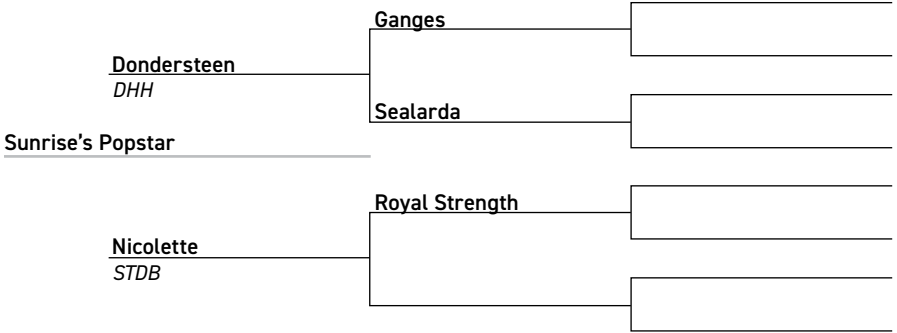 Ganges
Dondersteen
DHH
Sealarda
Sunrise's Popstar
Royal Strength
Nicolette
STDB